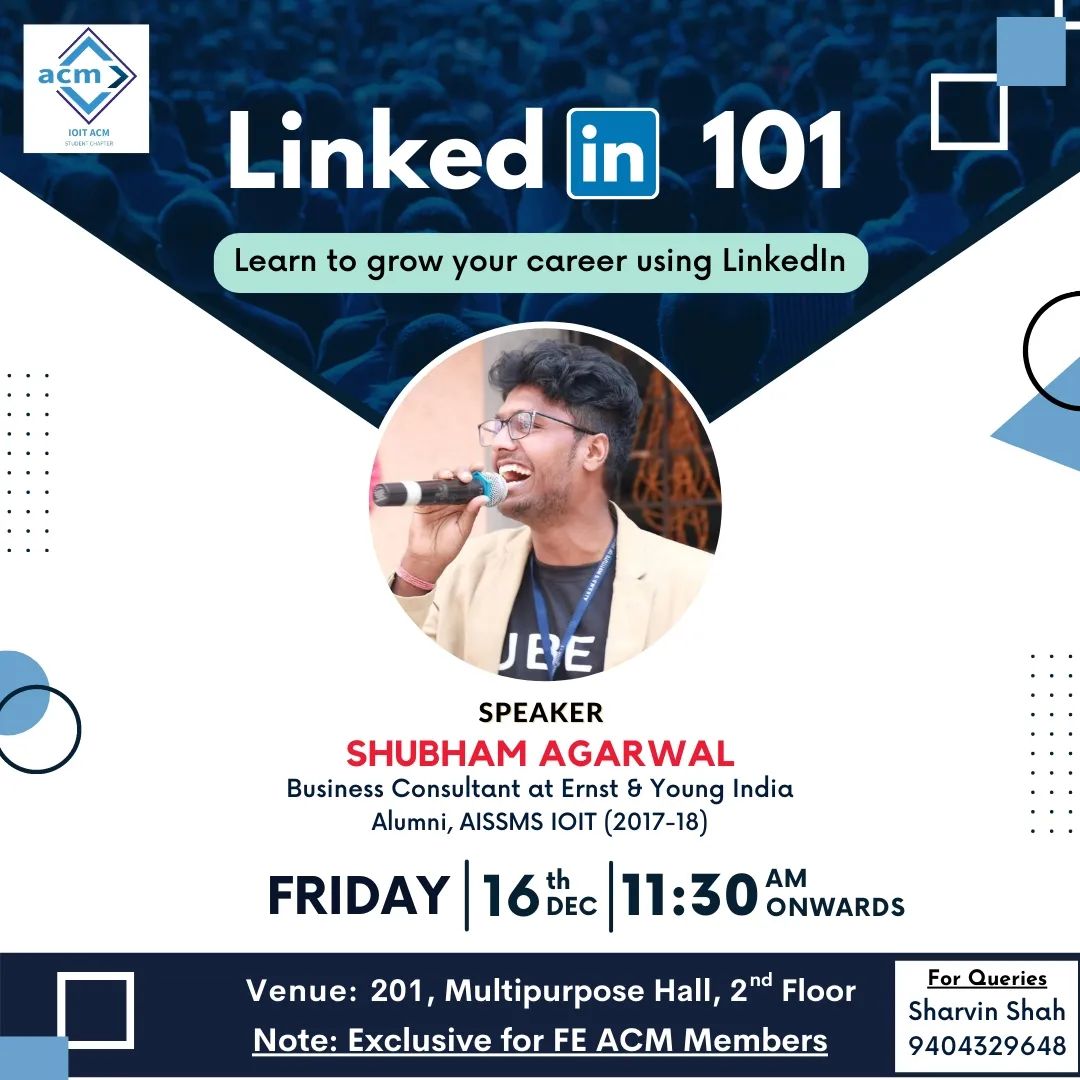 acm
IOIT ACM
STUDENT CHAPTER
Linked in 101
Learn to grow your career using LinkedIn
UBE
SPEAKER
SHUBHAM AGARWAL
Business Consultant at Ernst & Young India
Alumni, AISSMS IOIT (2017-18)
FRIDAY | 16th DEC | 11:30 AM ONWARDS
Venue: 201, Multipurpose Hall, 2nd Floor
Note: Exclusive for FE ACM Members
For Queries
Sharvin Shah
9404329648